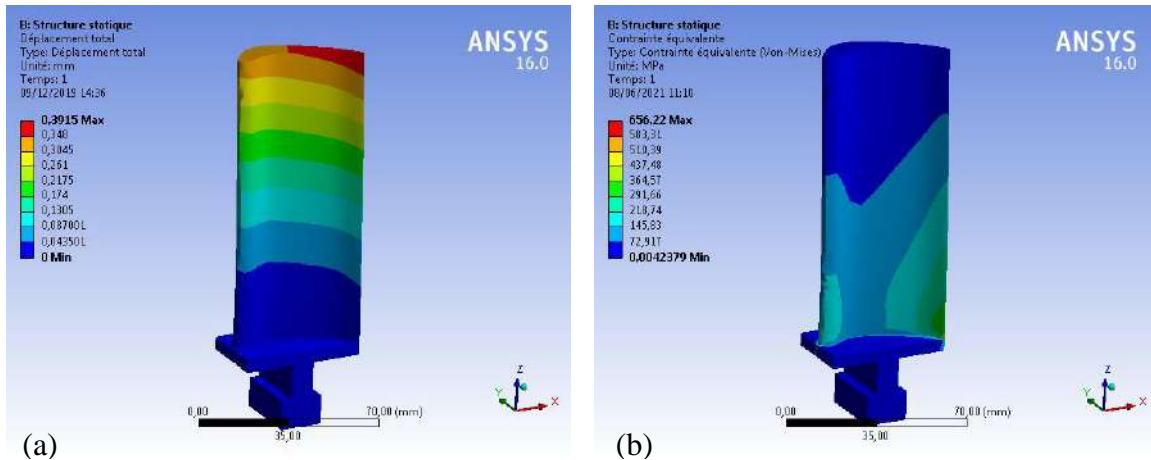 B: Structure statique
Déplacement total
Type: Déplacement total
Unité: mm
Temps: 1
09/12/2019 14:36
0,3915 Max
0,348
0,3045
0,261
0,2175
0,174
0,1305
0,087001
0,043501
0 Min
ANSYS
16.0
Z
Y
X
0,00
70,00 (mm)
35,00
(a)
B: Structure statique
Contrainte équivalente
Type: Contrainte équivalente (Von-Mises)
Unité: MPa
Temps: 1
08/06/2021 11:10
656,22 Max
583,31
510,39
437,48
364,57
291,66
218,74
145,83
72,917
0,0042379 Min
ANSYS
16.0
Z
Y
X
0,00
70,00 (mm)
35,00
(b)